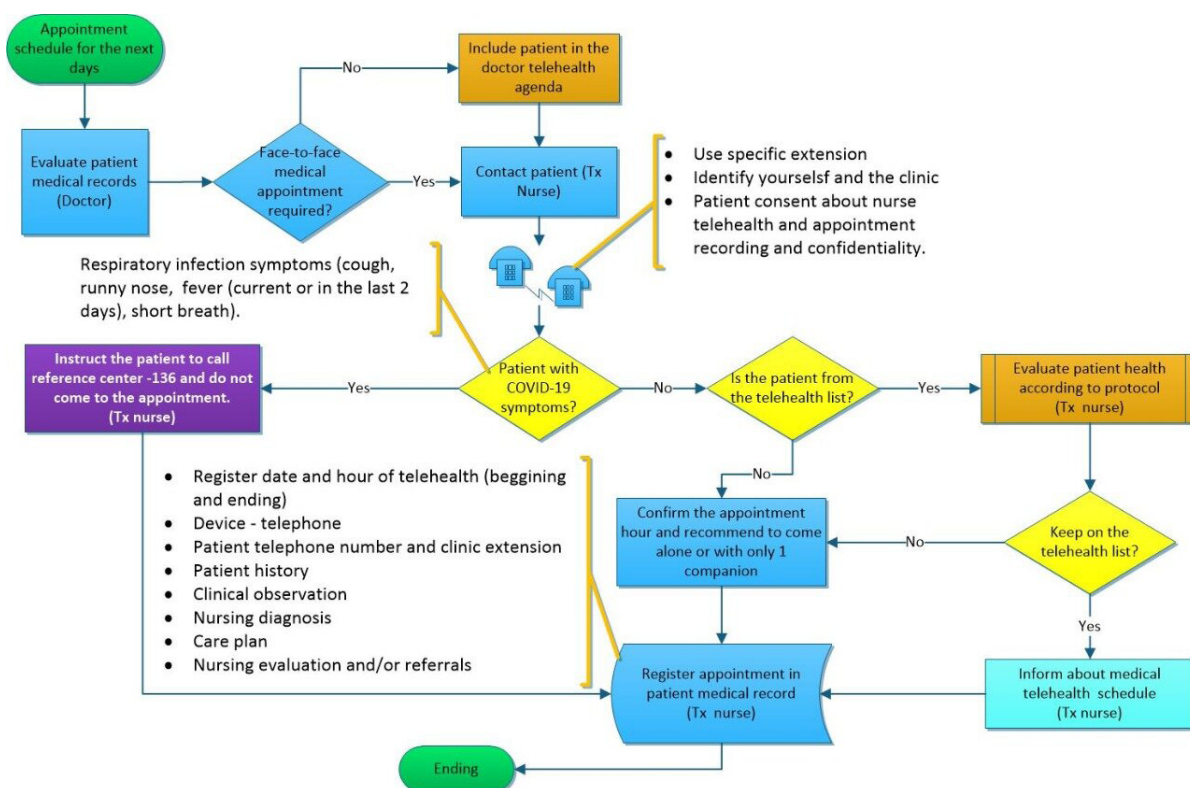 Appointment
schedule for the next
days
No
Include patient in the
doctor telehealth
agenda
Evaluate patient
medical records
(Doctor)
Face-to-face
medical
appointment
required?
Yes
Contact patient (Tx
Nurse)
• Use specific extension
• Identify yourselsf and the clinic
• Patient consent about nurse
telehealth and appointment
recording and confidentiality.
Respiratory infection symptoms (cough,
runny nose, fever (current or in the last 2
days), short breath).
Instruct the patient to call
reference center -136 and do not
come to the appointment.
(Tx nurse)
Yes
Patient with
COVID-19
symptoms?
No
Is the patient from
the telehealth list?
Yes
Evaluate patient health
according to protocol
(Tx nurse)
No
• Register date and hour of telehealth (beggining
and ending)
• Device - telephone
• Patient telephone number and clinic extension
• Patient history
• Clinical observation
• Nursing diagnosis
• Care plan
• Nursing evaluation and/or referrals
Confirm the appointment
hour and recommend to come
alone or with only 1
companion
No
Keep on the
telehealth list?
Yes
Register appointment in
patient medical record
(Tx nurse)
Inform about medical
telehealth schedule
(Tx nurse)
Ending